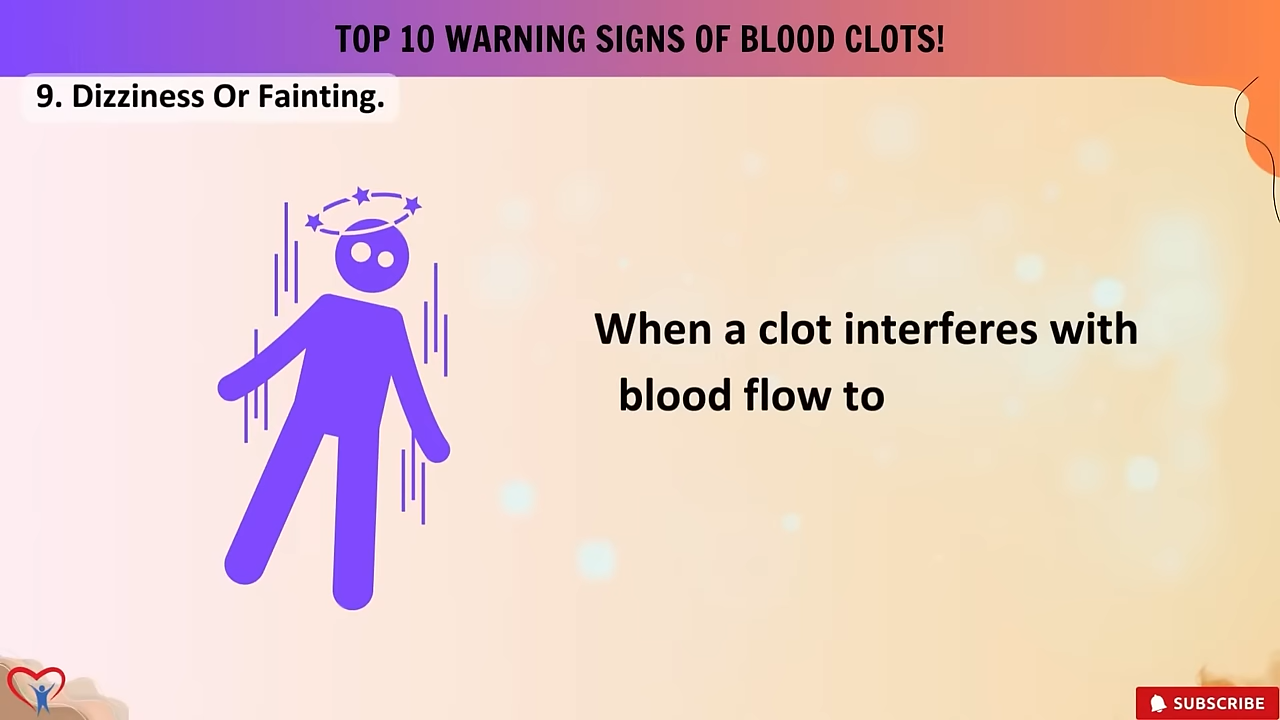 TOP 10 WARNING SIGNS OF BLOOD CLOTS!
9. Dizziness Or Fainting.
When a clot interferes with
blood flow to
SUBSCRIBE